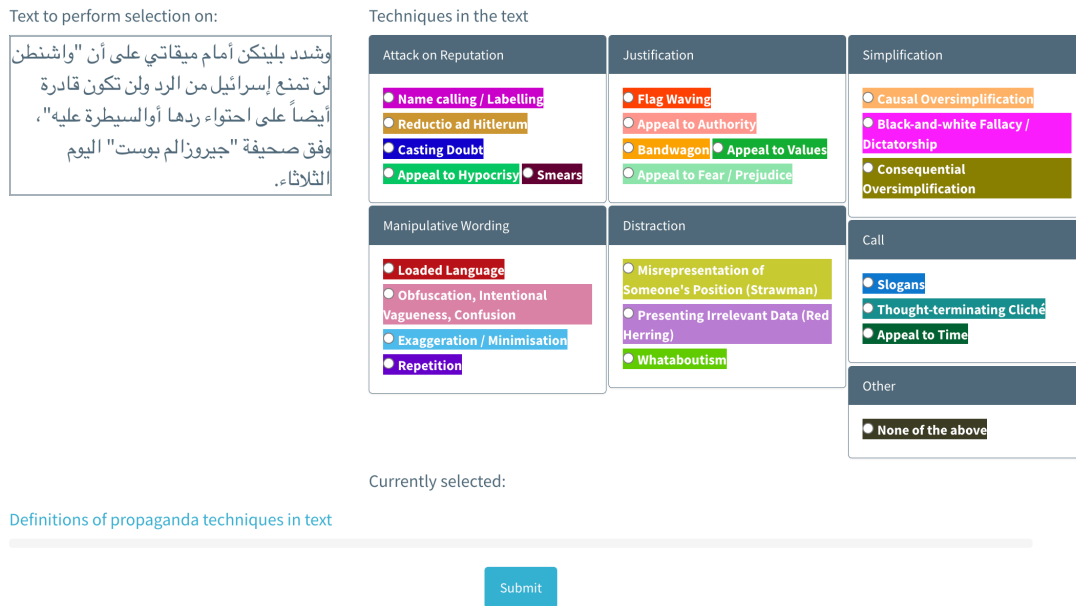 Text to perform selection on:
وشدد بلينكن أمام ميقاتي على أن "واشنطن
لن تمنع إسرائيل من الرد ولن تكون قادرة
أيضاً على احتواء ردها أوالسيطرة عليه"،
وفق صحيفة "جيروزالم بوست" اليوم
الثلاثاء.
Techniques in the text
Attack on Reputation
Name calling / Labelling
Reductio ad Hitlerum
Casting Doubt
Appeal to Hypocrisy Smears
Justification
Flag Waving
Appeal to Authority
Bandwagon Appeal to Values
Appeal to Fear / Prejudice
Simplification
Causal Oversimplification
Black-and-white Fallacy /
Dictatorship
Consequential
Oversimplification
Manipulative Wording
Loaded Language
Obfuscation, Intentional
Vagueness, Confusion
Exaggeration / Minimisation
Repetition
Distraction
Misrepresentation of
Someone's Position (Strawman)
Presenting Irrelevant Data (Red
Herring)
Whataboutism
Call
Slogans
Thought-terminating Cliché
Appeal to Time
Other
None of the above
Currently selected:
Definitions of propaganda techniques in text
Submit